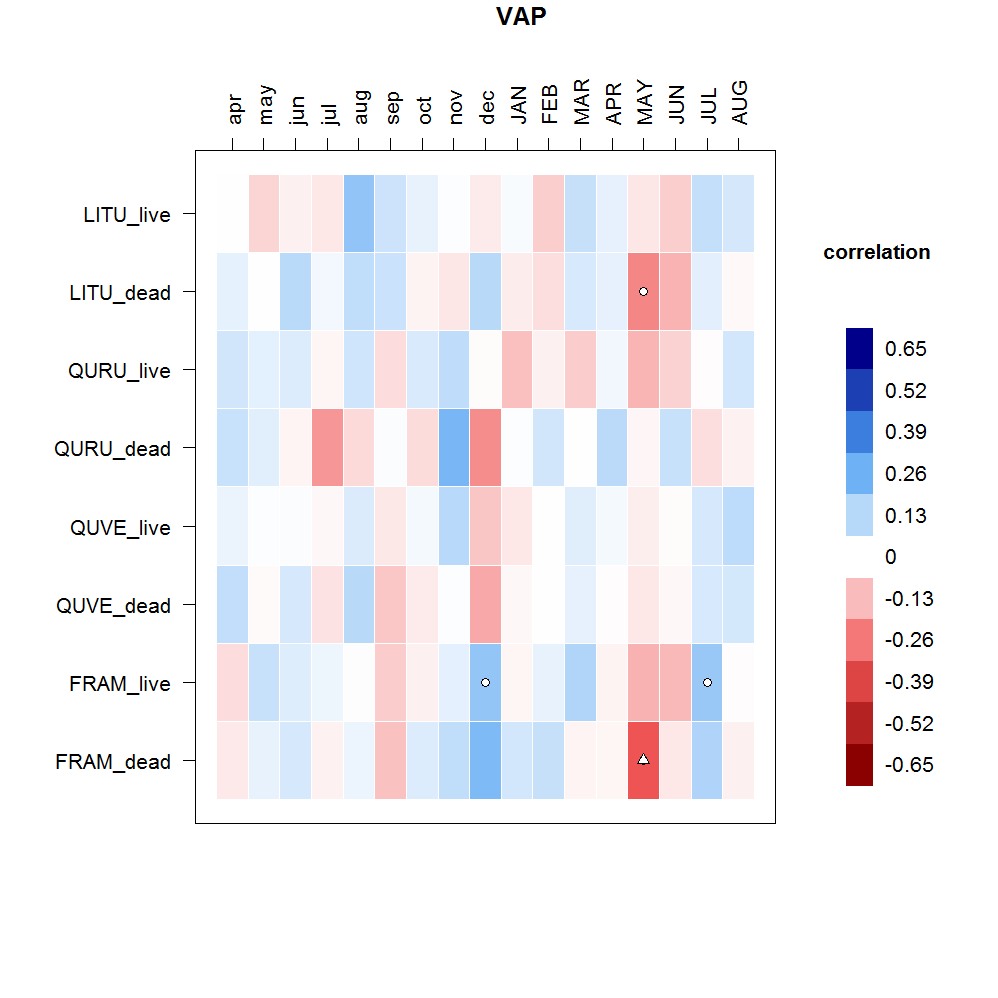 VAP
apr may jun jul aug sep oct nov dec JAN FEB MAR APR MAY JUN JUL AUG
LITU_live
LITU_dead
QURU_live
QURU_dead
QUVE_live
QUVE_dead
FRAM_live
FRAM_dead
correlation
0.65
0.52
0.39
0.26
0.13
0
-0.13
-0.26
-0.39
-0.52
-0.65